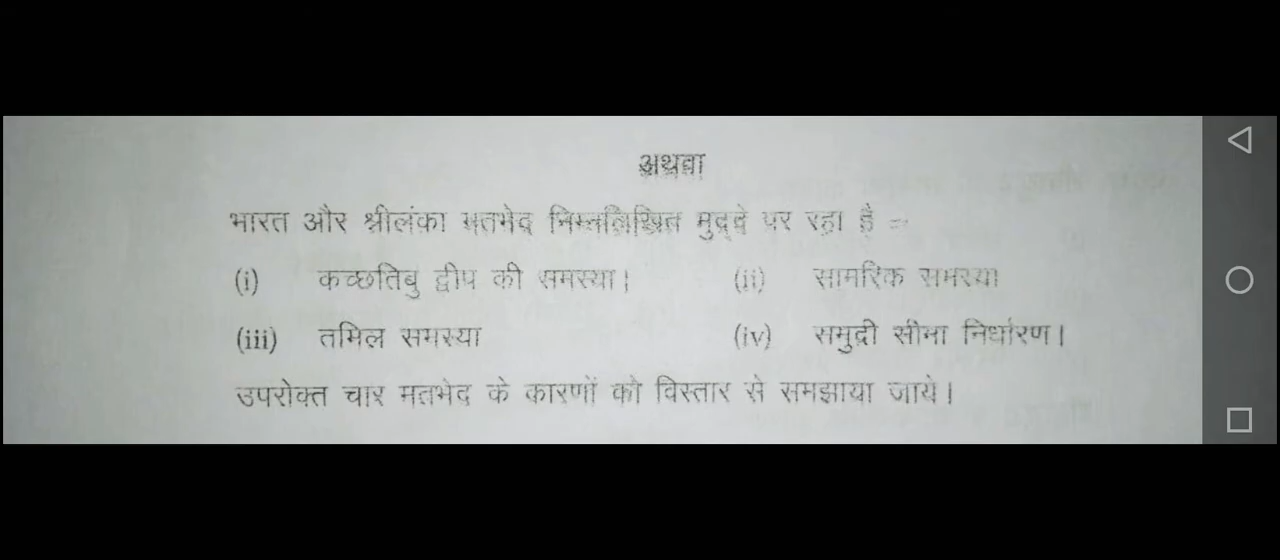 अथवा
भारत और श्रीलंका मतभेद निम्नलिखित मुद्दे पर रहा है –
(i) कच्छतिबु द्वीप की समस्या। (ii) सामरिक समस्या
(iii) तमिल समस्या (iv) समुद्री सीमा निर्धारण।
उपरोक्त चार मतभेद के कारणों को विस्तार से समझाया जाये।